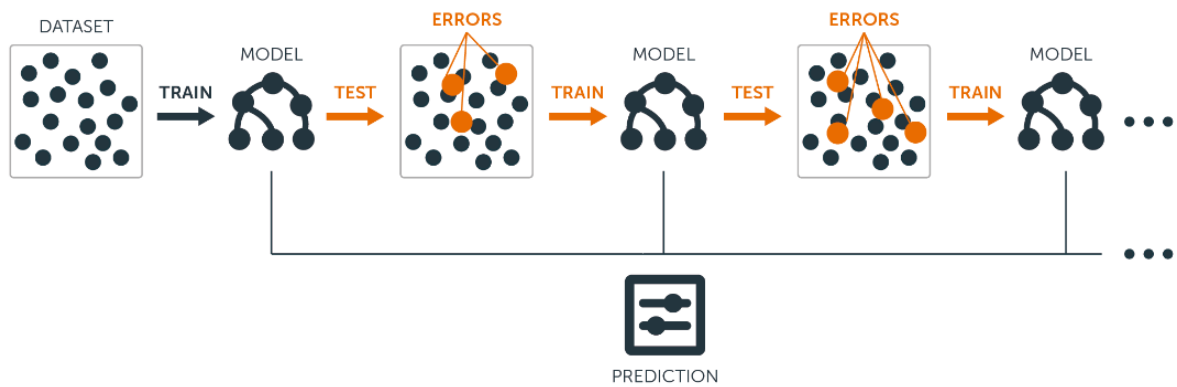 DATASET
TRAIN
MODEL
TEST
ERRORS
TRAIN
MODEL
TEST
ERRORS
TRAIN
MODEL
PREDICTION